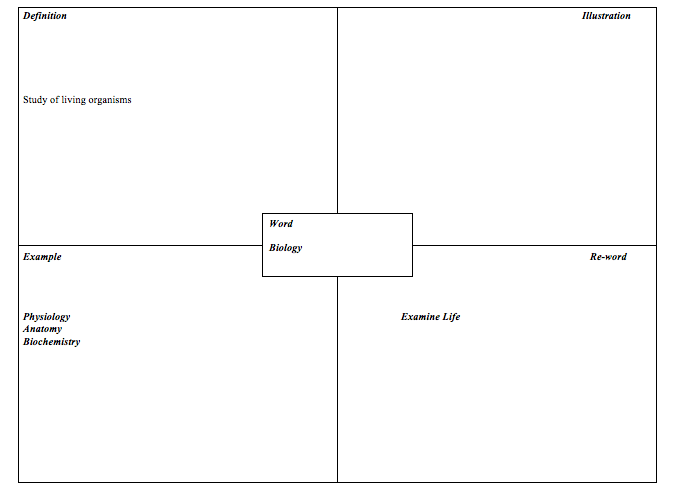 Definition
Illustration
Study of living organisms
Word
Biology
Example
Re-word
Physiology
Anatomy
Biochemistry
Examine Life